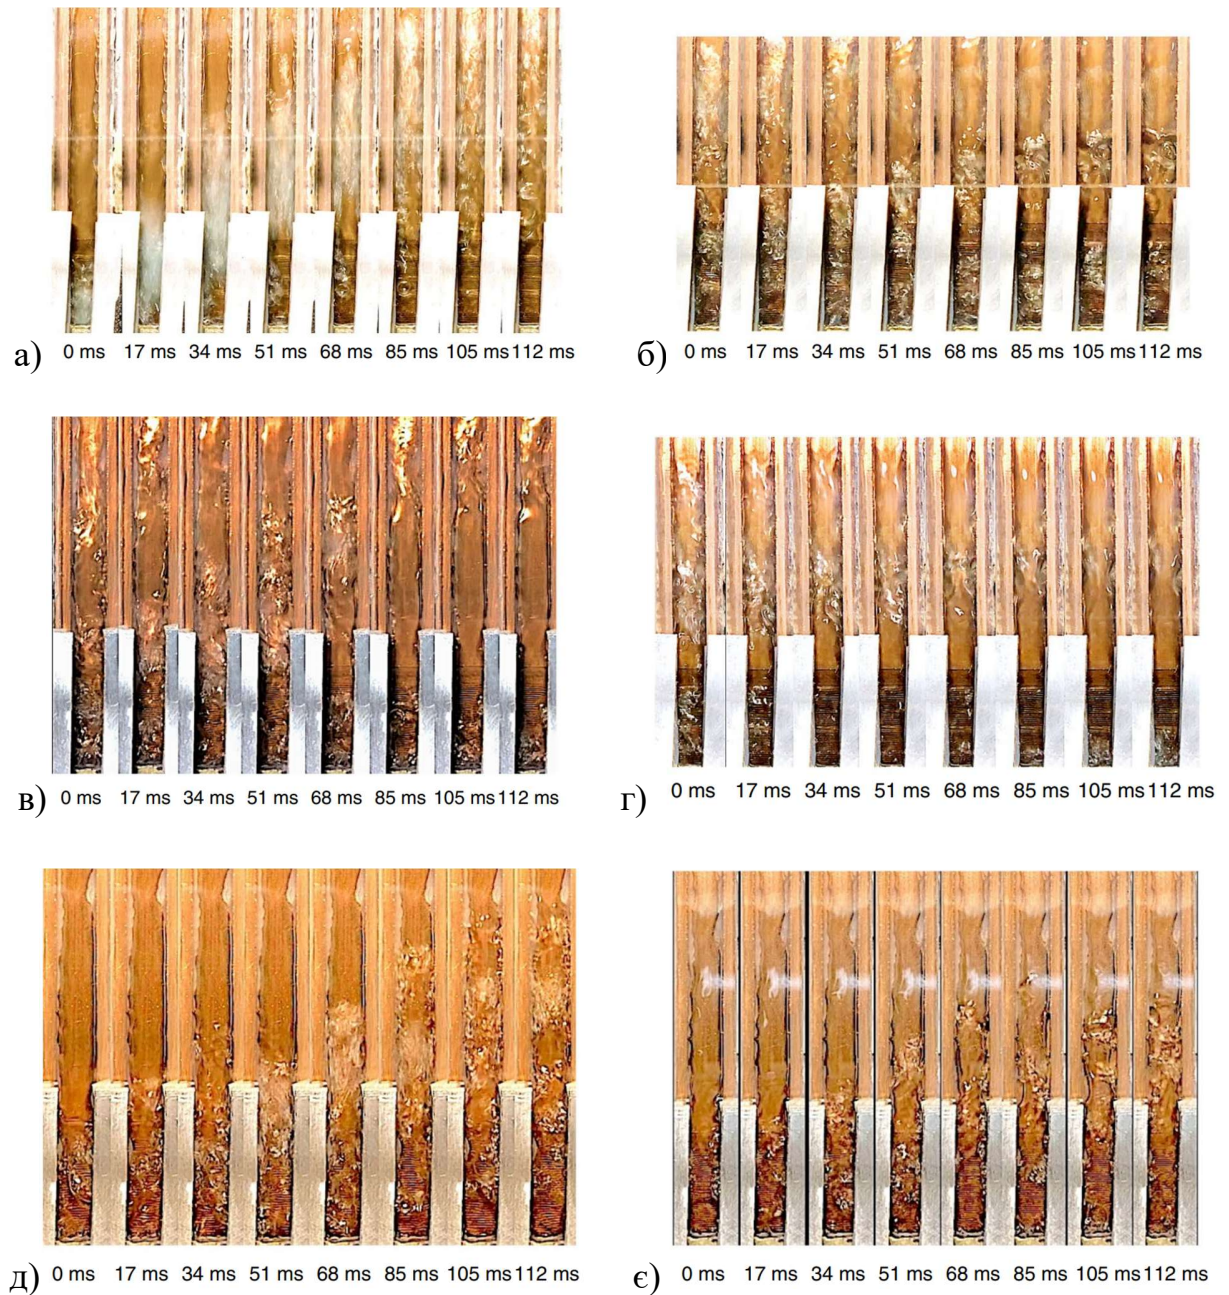 а) 0 ms 17 ms 34 ms 51 ms 68 ms 85 ms 105 ms 112 ms
б) 0 ms 17 ms 34 ms 51 ms 68 ms 85 ms 105 ms 112 ms
в) 0 ms 17 ms 34 ms 51 ms 68 ms 85 ms 105 ms 112 ms
г) 0 ms 17 ms 34 ms 51 ms 68 ms 85 ms 105 ms 112 ms
д) 0 ms 17 ms 34 ms 51 ms 68 ms 85 ms 105 ms 112 ms
є) 0 ms 17 ms 34 ms 51 ms 68 ms 85 ms 105 ms 112 ms